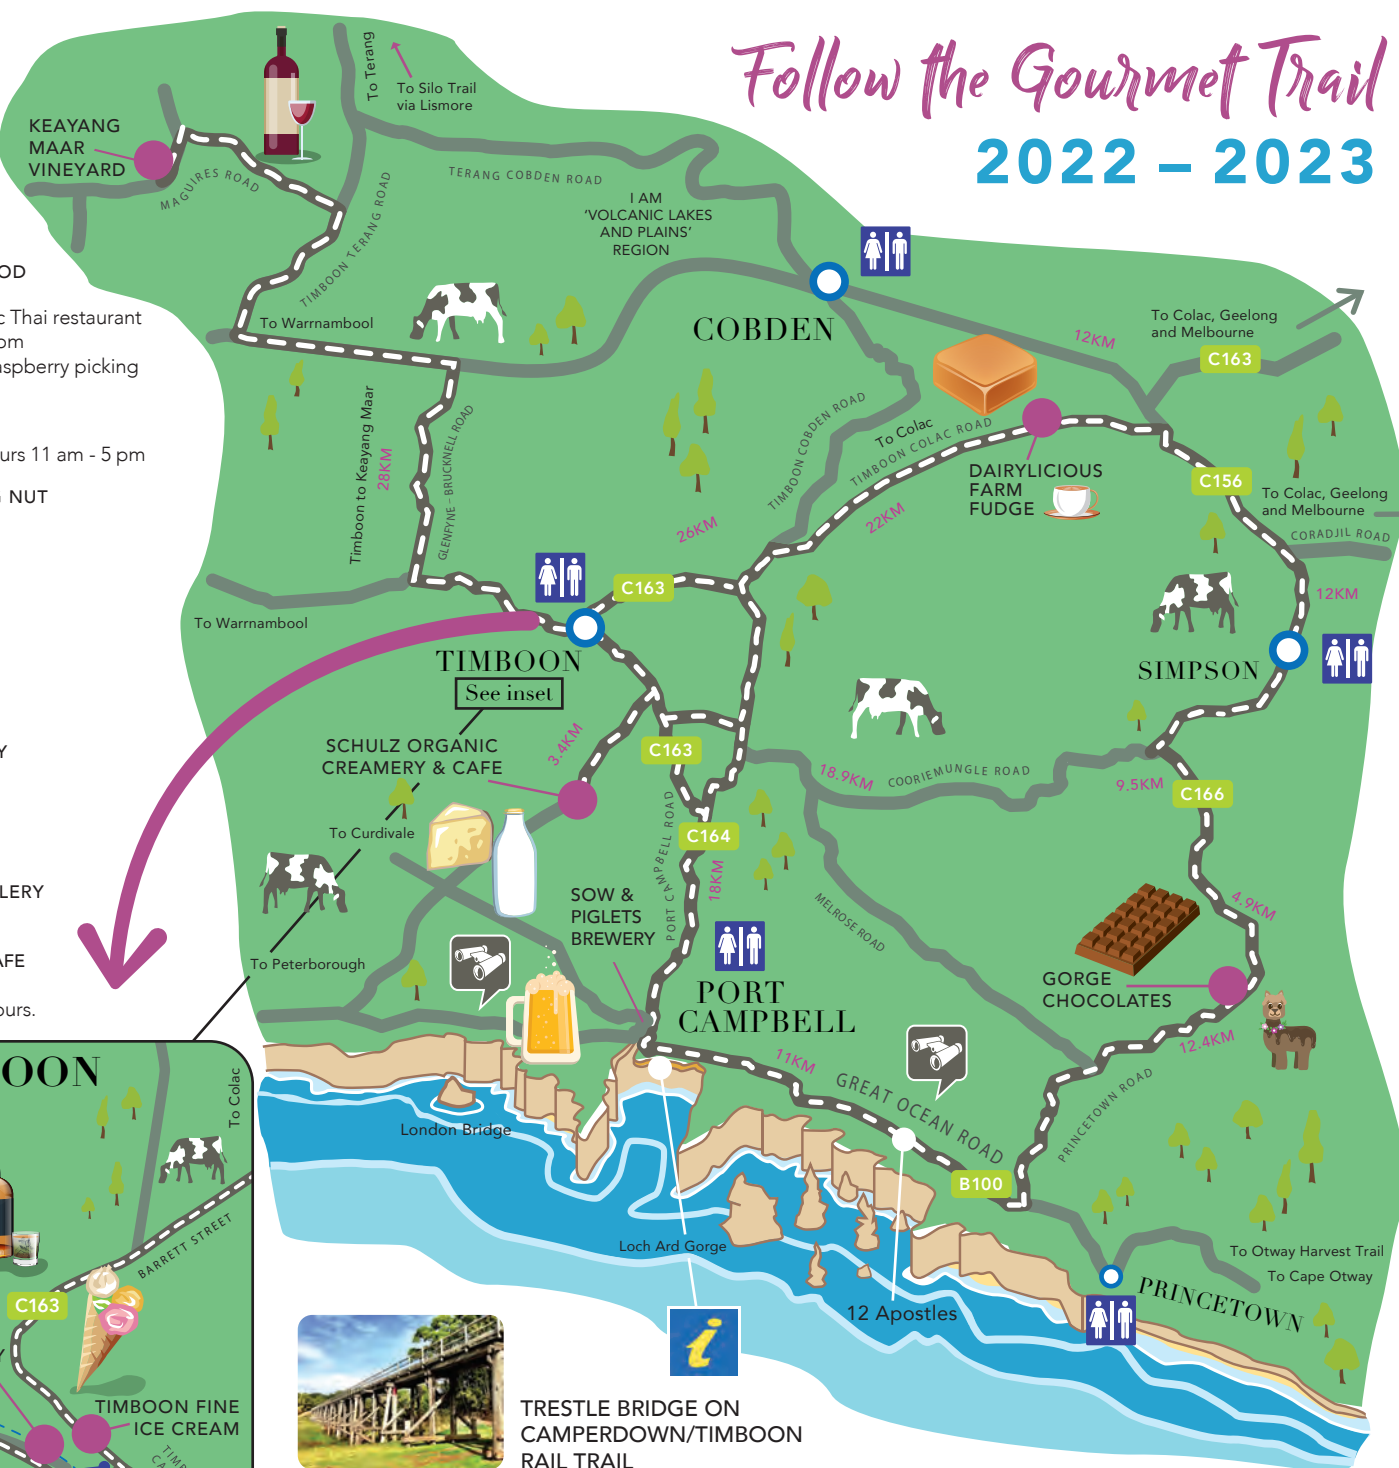 Follow the Gourmet Trail
2022 – 2023
To Terang
To Silo Trail
via Lismore
KEAYANG
MAAR
VINEYARD
MAGUIRES ROAD
TERANG COBDEN ROAD
TIMBOON TERANG ROAD
I AM
'VOLCANIC LAKES
AND PLAINS'
REGION
To Warrnambool
COBDEN
12KM
To Colac, Geelong
and Melbourne
C163
OD
c Thai restaurant
om
aspberry picking
urs 11 am - 5 pm
NUT
Timboon to Keayang Maar
28KM
GLENFYNE – BRUCKNELL ROAD
26KM
TIMBOON COBDEN ROAD
To Colac
TIMBOON COLAC ROAD
22KM
DAIRYLICIOUS
FARM
FUDGE
C156
To Colac, Geelong
and Melbourne
CORADJIL ROAD
12KM
SIMPSON
C163
To Warrnambool
TIMBOON
See inset
SCHULZ ORGANIC
CREAMERY & CAFE
3.4KM
C163
18.9KM
COORIEMUNGLE ROAD
9.5KM
C166
Y
To Curdivale
C164
PORT CAMPBELL ROAD
18KM
MELROSE ROAD
4.9KM
LERY
SOW &
PIGLETS
BREWERY
AFE
To Peterborough
ours.
PORT
CAMPBELL
GORGE
CHOCOLATES
12.4KM
11KM
GREAT OCEAN ROAD
PRINCETOWN ROAD
B100
London Bridge
Loch Ard Gorge
12 Apostles
To Otway Harvest Trail
To Cape Otway
PRINCETOWN
OON
To Colac
BARRETT STREET
C163
Y
TIMBOON FINE
ICE CREAM
TIMB
CA
i
TRESTLE BRIDGE ON
CAMPERDOWN/TIMBOON
RAIL TRAIL